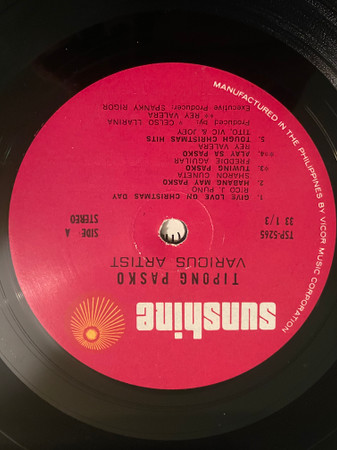 sunshine
TIPONG PASKO
VARIOUS ARTIST
TSP-5265
33 1/3
SIDE: A
STEREO
1. GIVE LOVE ON CHRISTMAS DAY
RICO J. PUNO
*2. HABANG MAY PASKO
SHARON CUNETA
*3. TUWING PASKO
FREDDIE AGUILAR
**4. ALAY SA PASKO
REY VALERA
5. TOUGH CHRISTMAS HITS
TITO, VIC & JOEY
Produced by: * CELSO LLARINA
** REY VALERA
Executive Producer: SPANKY RIGOR
MANUFACTURED IN THE PHILIPPINES BY VICOR MUSIC CORPORATION